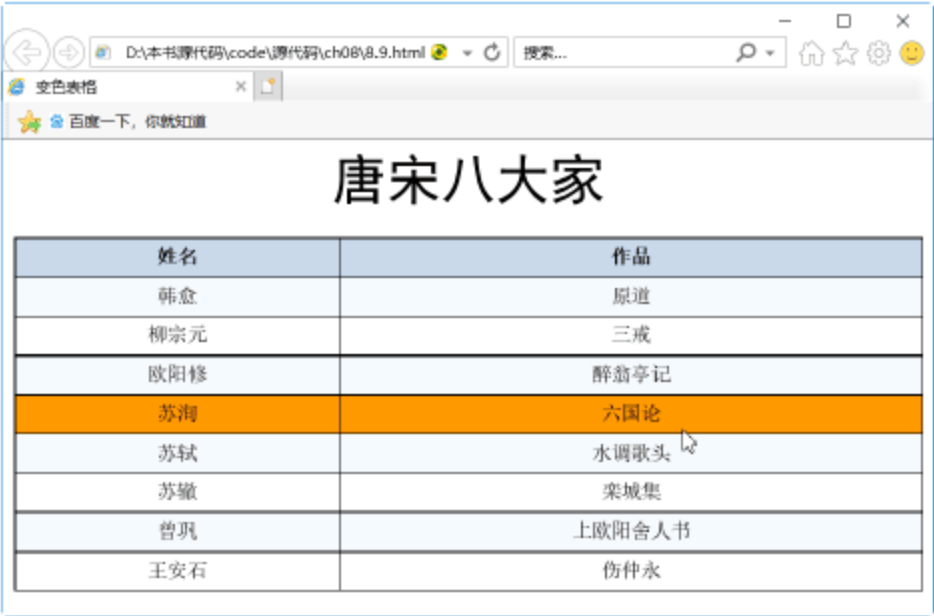 D:\本书源代码\code\源代码\ch08\8.9.html 搜索...
变色表格
百度一下，你就知道
唐宋八大家
姓名 作品
韩愈 原道
柳宗元 三戒
欧阳修 醉翁亭记
苏洵 六国论
苏轼 水调歌头
苏辙 栾城集
曾巩 上欧阳舍人书
王安石 伤仲永